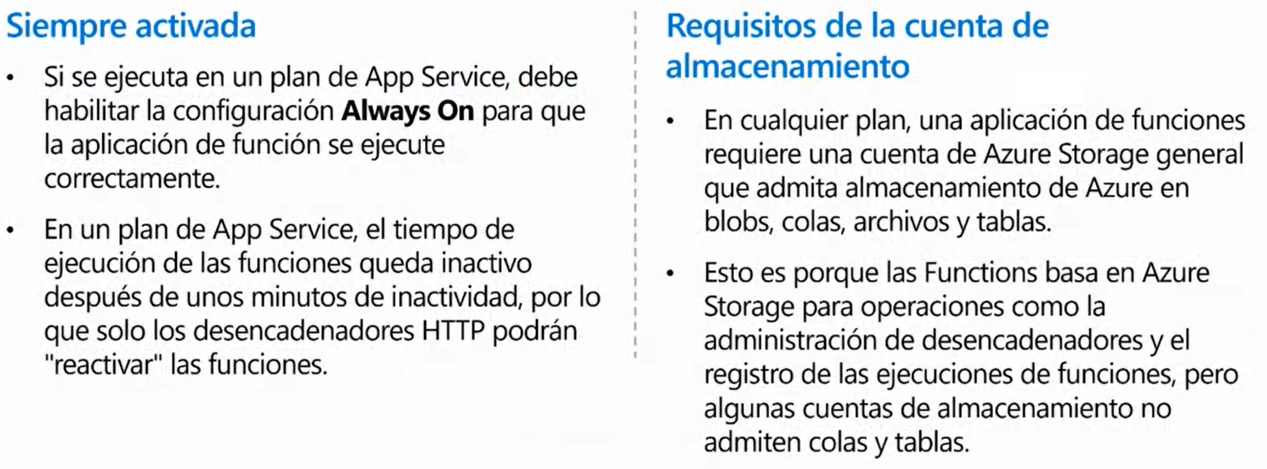 Siempre activada
• Si se ejecuta en un plan de App Service, debe
habilitar la configuración Always On para que
la aplicación de función se ejecute
correctamente.
• En un plan de App Service, el tiempo de
ejecución de las funciones queda inactivo
después de unos minutos de inactividad, por lo
que solo los desencadenadores HTTP podrán
"reactivar" las funciones.
Requisitos de la cuenta de
almacenamiento
• En cualquier plan, una aplicación de funciones
requiere una cuenta de Azure Storage general
que admita almacenamiento de Azure en
blobs, colas, archivos y tablas.
• Esto es porque las Functions basa en Azure
Storage para operaciones como la
administración de desencadenadores y el
registro de las ejecuciones de funciones, pero
algunas cuentas de almacenamiento no
admiten colas y tablas.